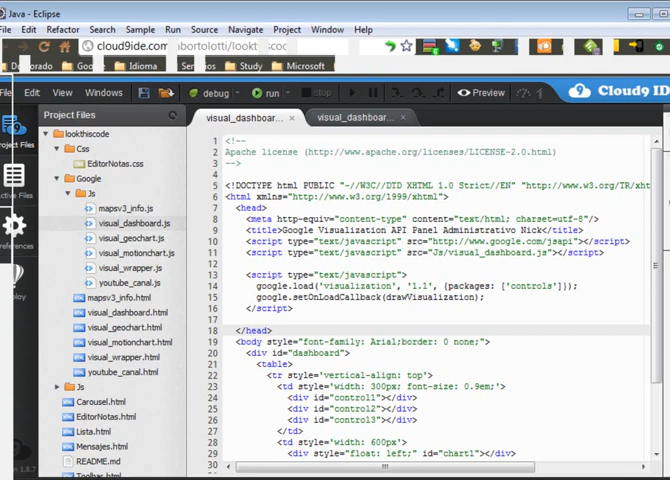 Java - Eclipse
File Edit Refactor Source Search Sample Run Navigate Project Window Help
cloud9ide.com
Idioma
Study
Microsoft
Edit View Windows debug run stop Preview Cloud9 ID
Project Files
visual_dashboar...
visual_dashboar...
lookthiscode
Css
EditorNotas.css
Google
Js
mapsv3_info.js
visual_dashboard.js
visual_geochart.js
visual_motionchart.js
visual_wrapper.js
youtube_canal.js
mapsv3_info.html
visual_dashboard.html
visual_geochart.html
visual_motionchart.html
visual_wrapper.html
youtube_canal.html
Js
Carousel.html
EditorNotas.html
Lista.html
Mensajes.html
README.md
Toolbar.html
1.8.7
1 <!--
2 Apache license (http://www.apache.org/licenses/LICENSE-2.0.html)
3 -->
4
5 <!DOCTYPE html PUBLIC "-//W3C//DTD XHTML 1.0 Strict//EN" "http://www.w3.org/TR/xht
6 <html xmlns="http://www.w3.org/1999/xhtml">
7 <head>
8 <meta http-equiv="content-type" content="text/html; charset=utf-8"/>
9 <title>Google Visualization API Panel Administrativo Nick</title>
10 <script type="text/javascript" src="http://www.google.com/jsapi"></script>
11 <script type="text/javascript" src="Js/visual_dashboard.js"></script>
12
13 <script type="text/javascript">
14 google.load('visualization', '1.1', {packages: ['controls']});
15 google.setOnLoadCallback(drawVisualization);
16 </script>
17
18 </head>
19 <body style="font-family: Arial;border: 0 none;">
20 <div id="dashboard">
21 <table>
22 <tr style='vertical-align: top'>
23 <td style='width: 300px; font-size: 0.9em;'>
24 <div id="control1"></div>
25 <div id="control2"></div>
26 <div id="control3"></div>
27 </td>
28 <td style='width: 600px'>
29 <div style="float: left;" id="chart1"></div>
30